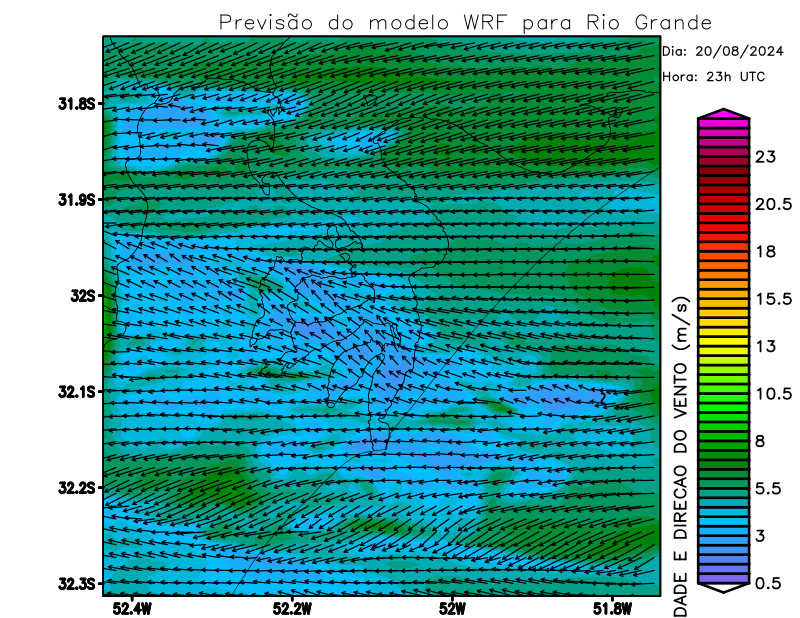 Previsão do modelo WRF para Rio Grande
Dia: 20/08/2024
Hora: 23h UTC
31.8S
31.9S
32S
32.1S
32.2S
32.3S
52.4W
52.2W
52W
51.8W
23
20.5
18
15.5
13
10.5
8
5.5
3
0.5
DADE E DIRECAO DO VENTO (m/s)